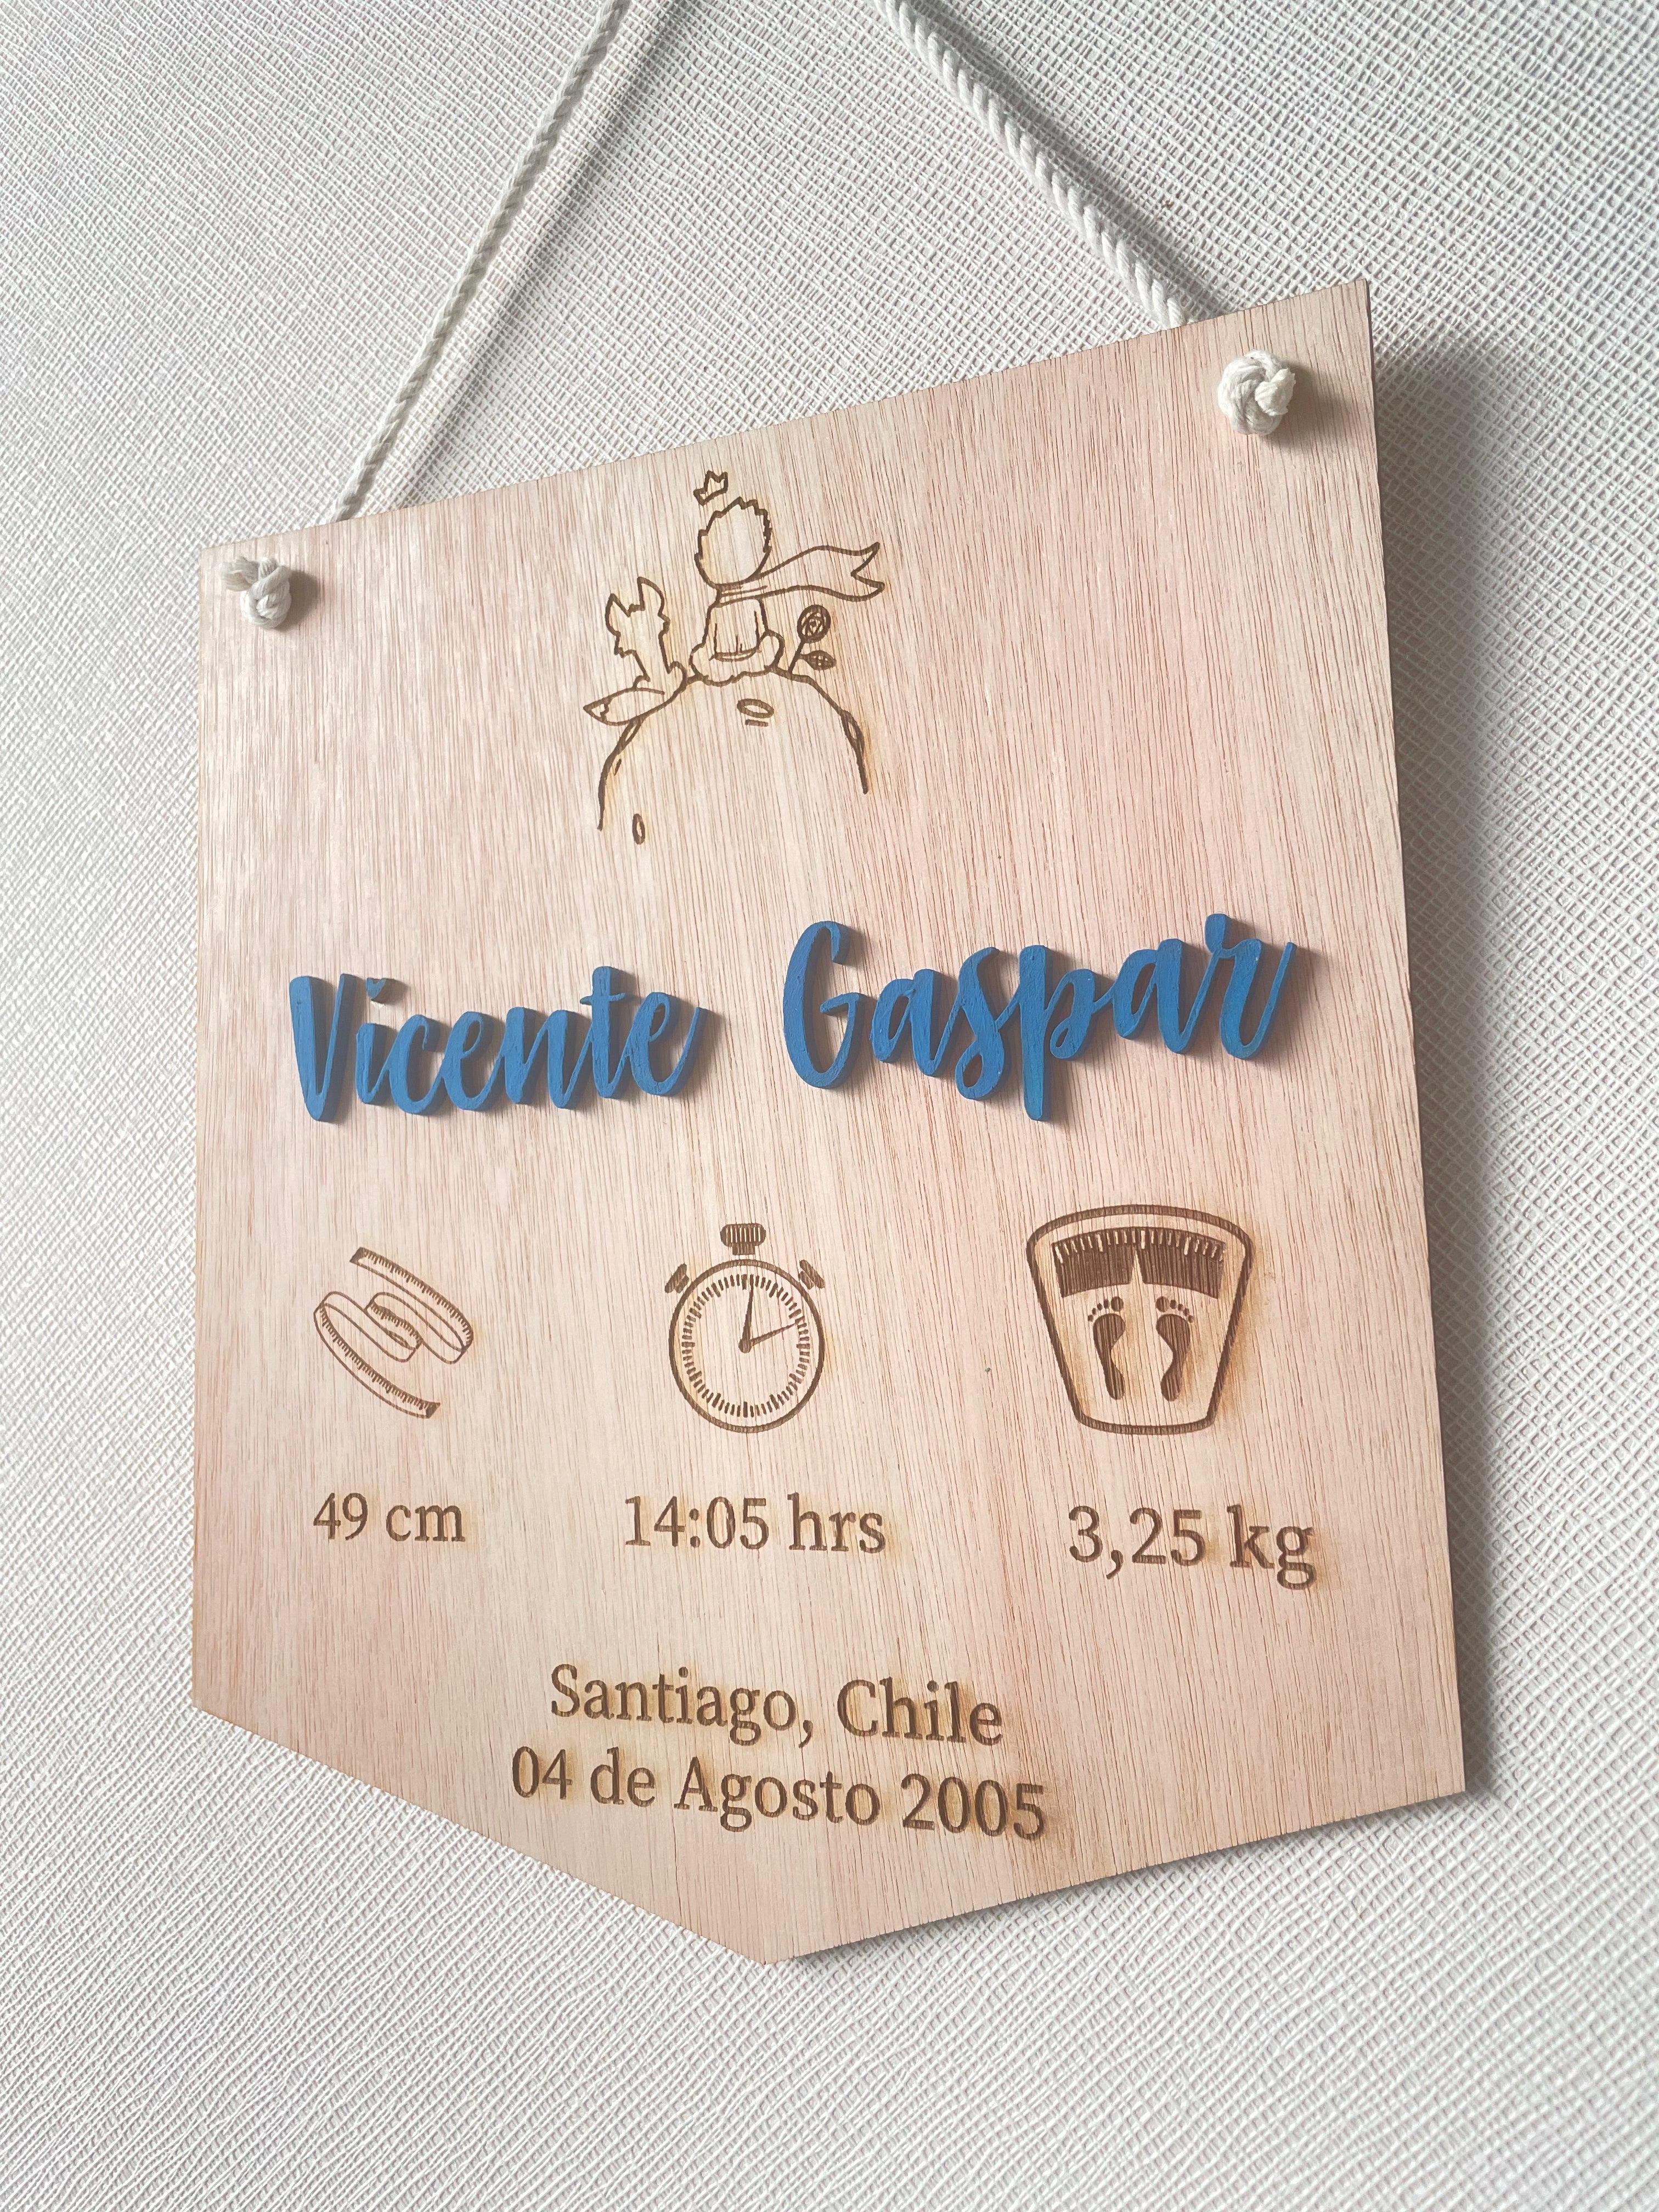 Vicente Gaspar
49 cm 14:05 hrs 3,25 kg
Santiago, Chile
04 de Agosto 2005